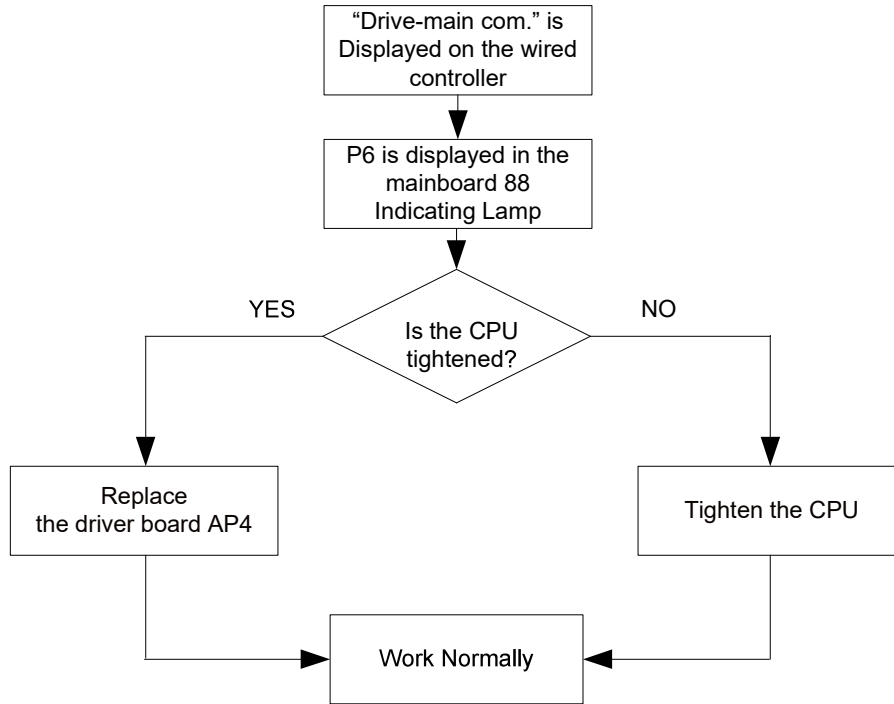 “Drive-main com.” is
Displayed on the wired
controller
P6 is displayed in the
mainboard 88
Indicating Lamp
YES
NO
Is the CPU
tightened?
Replace
the driver board AP4
Tighten the CPU
Work Normally